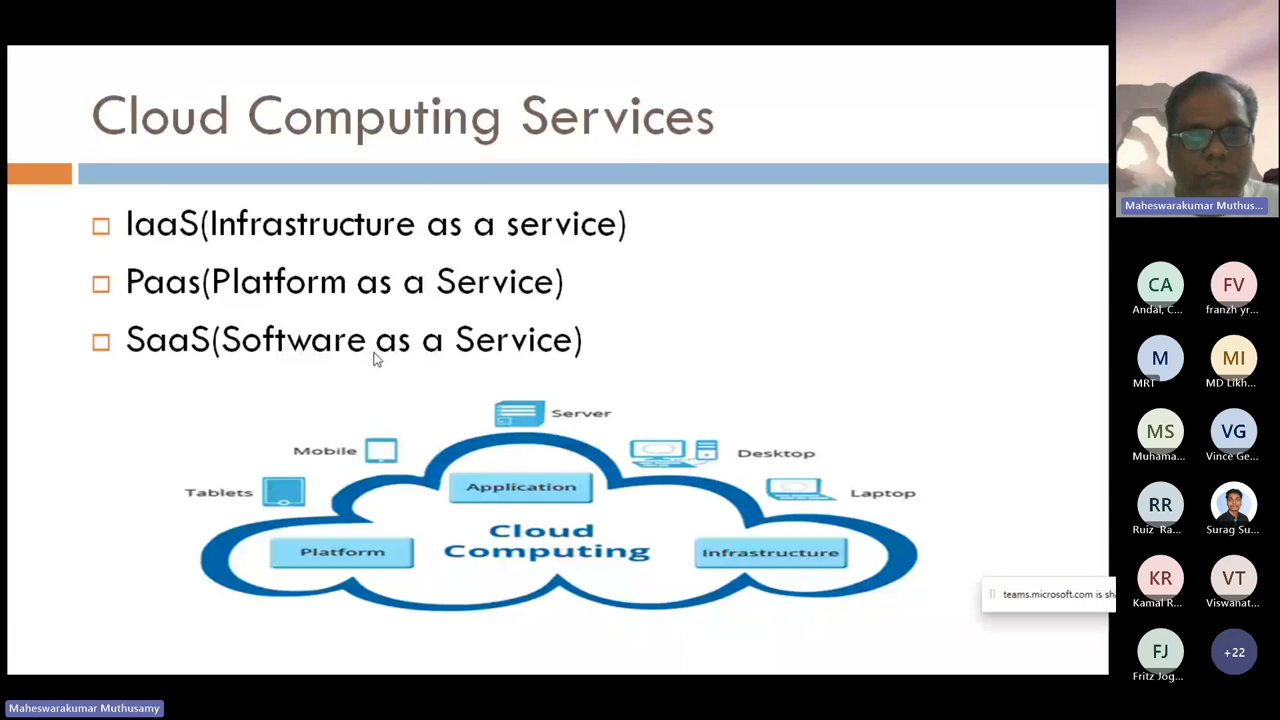 Cloud Computing Services
IaaS(Infrastructure as a service)
Paas(Platform as a Service)
SaaS(Software as a Service)
Server
Mobile
Desktop
Tablets
Application
Laptop
Cloud
Computing
Platform
Infrastructure
teams.microsoft.com is sh
Maheswarakumar Muthus...
CA
FV
Andal, C...
franzh yr...
M
MI
MRT
MD Likh...
MS
VG
Muhama...
Vince Ge...
RR
Ruiz Ra...
Surag Su...
KR
VT
Kamal R...
Viswanat...
FJ
+22
Fritz Jog...
Maheswarakumar Muthusamy